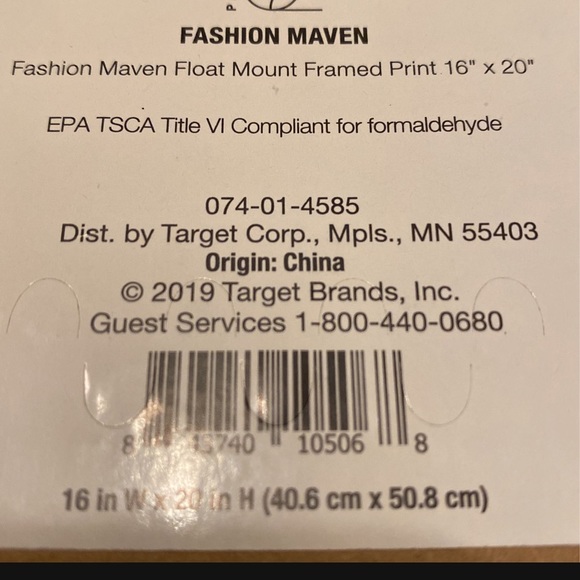 FASHION MAVEN
Fashion Maven Float Mount Framed Print 16" x 20"
EPA TSCA Title VI Compliant for formaldehyde
074-01-4585
Dist. by Target Corp., Mpls., MN 55403
Origin: China
© 2019 Target Brands, Inc.
Guest Services 1-800-440-0680
8 10506 8
16 in W x 20 in H (40.6 cm x 50.8 cm)